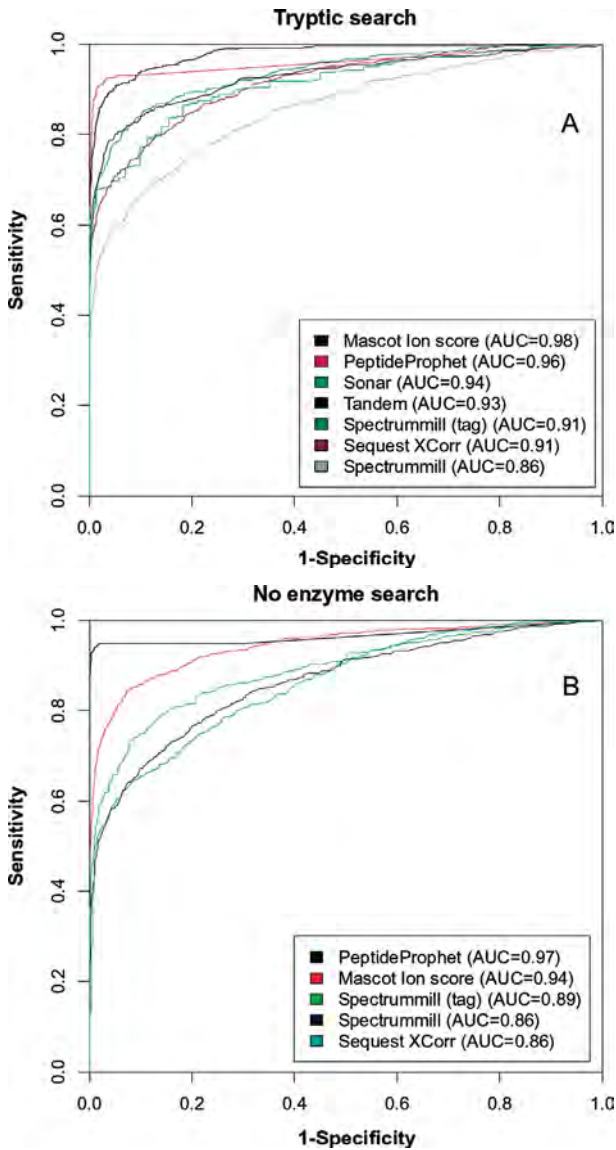 Tryptic search
1.0
0.8
0.6
0.4
0.2
0.0
Sensitivity
A
Mascot Ion score (AUC=0.98)
PeptideProphet (AUC=0.96)
Sonar (AUC=0.94)
Tandem (AUC=0.93)
Spectrummill (tag) (AUC=0.91)
Sequest XCorr (AUC=0.91)
Spectrummill (AUC=0.86)
0.0 0.2 0.4 0.6 0.8 1.0
1-Specificity
No enzyme search
1.0
0.8
0.6
0.4
0.2
0.0
Sensitivity
B
PeptideProphet (AUC=0.97)
Mascot Ion score (AUC=0.94)
Spectrummill (tag) (AUC=0.89)
Spectrummill (AUC=0.86)
Sequest XCorr (AUC=0.86)
0.0 0.2 0.4 0.6 0.8 1.0
1-Specificity